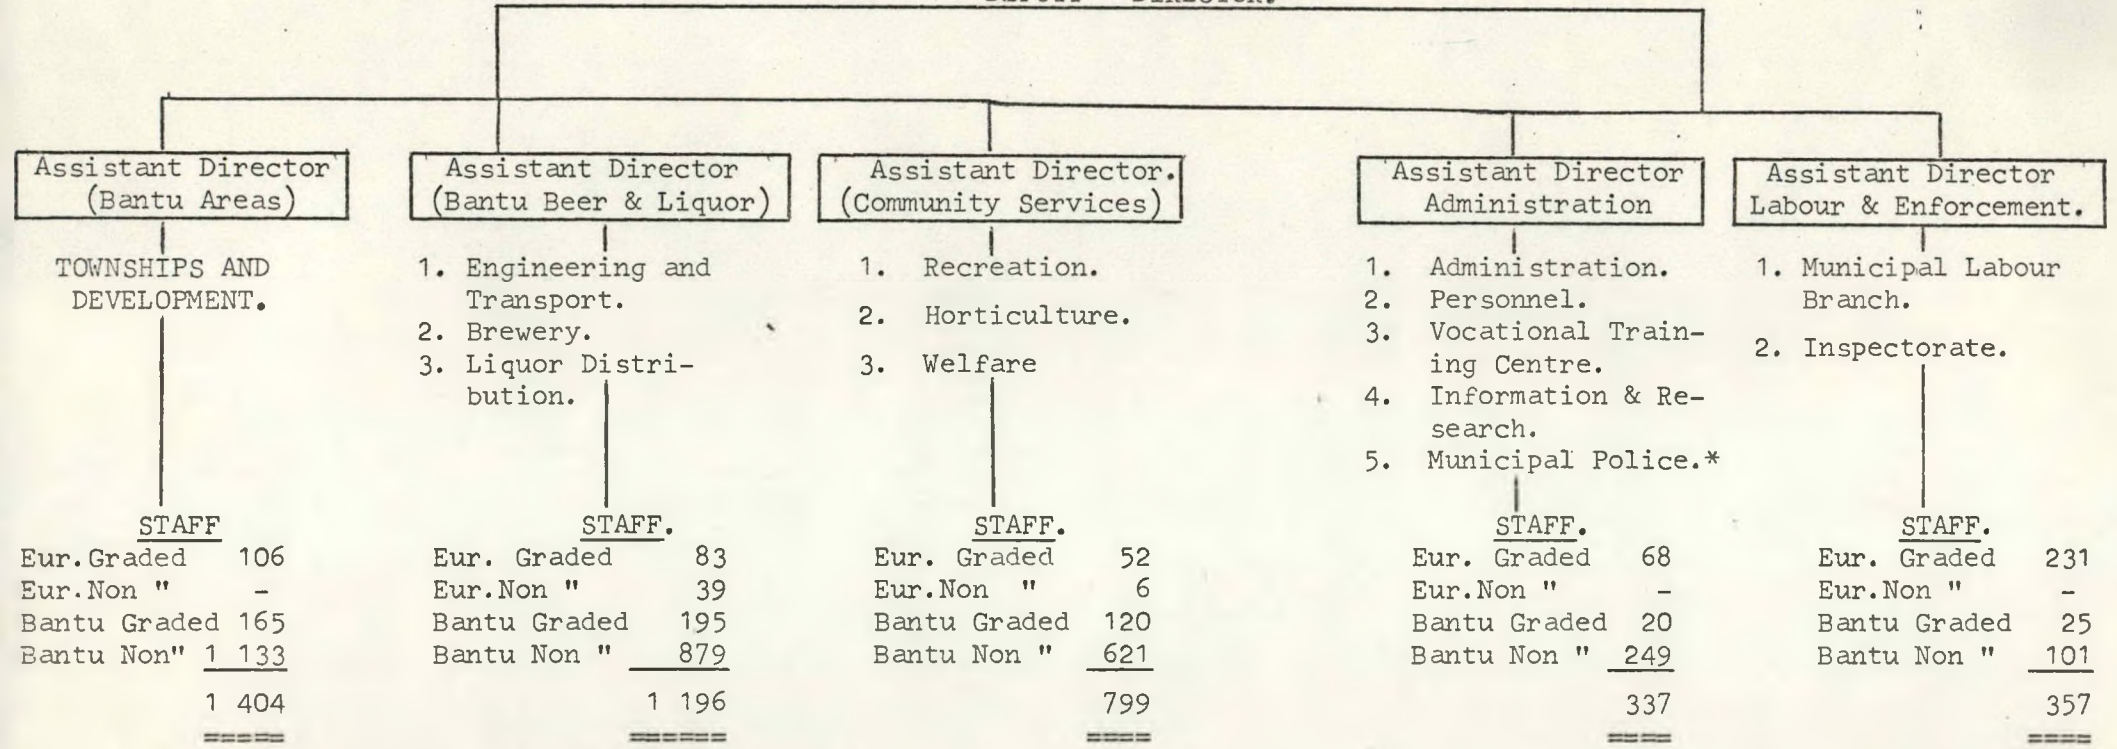 DEPUTY DIRECTOR.
Assistant Director
(Bantu Areas)
TOWNSHIPS AND
DEVELOPMENT.
STAFF
Eur.Graded 106
Eur.Non " -
Bantu Graded 165
Bantu Non" 1 133
1 404
=====
Assistant Director
(Bantu Beer & Liquor)
1. Engineering and
Transport.
2. Brewery.
3. Liquor Distri-
bution.
STAFF.
Eur. Graded 83
Eur.Non " 39
Bantu Graded 195
Bantu Non " 879
1 196
======
Assistant Director.
(Community Services)
1. Recreation.
2. Horticulture.
3. Welfare
STAFF.
Eur. Graded 52
Eur.Non " 6
Bantu Graded 120
Bantu Non " 621
799
====
Assistant Director
Administration
1. Administration.
2. Personnel.
3. Vocational Train-
ing Centre.
4. Information & Re-
search.
5. Municipal Police.*
STAFF.
Eur. Graded 68
Eur.Non " -
Bantu Graded 20
Bantu Non " 249
337
====
Assistant Director
Labour & Enforcement.
1. Municipal Labour
Branch.
2. Inspectorate.
STAFF.
Eur. Graded 231
Eur.Non " -
Bantu Graded 25
Bantu Non " 101
357
====